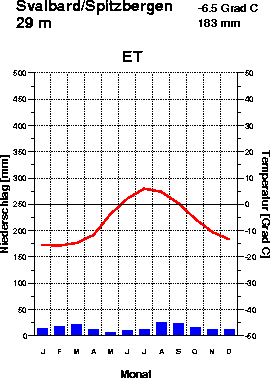 Svalbard/Spitzbergen
-6.5 Grad C
29 m
183 mm
ET
500 50
450 40
400 30
350 20
300 10
250 0
200 -10
150 -20
100 -30
50 -40
0 -50
Niederschlag [mm]
Temperatur [Grad C]
J F M A M J J A S O N D
Monat